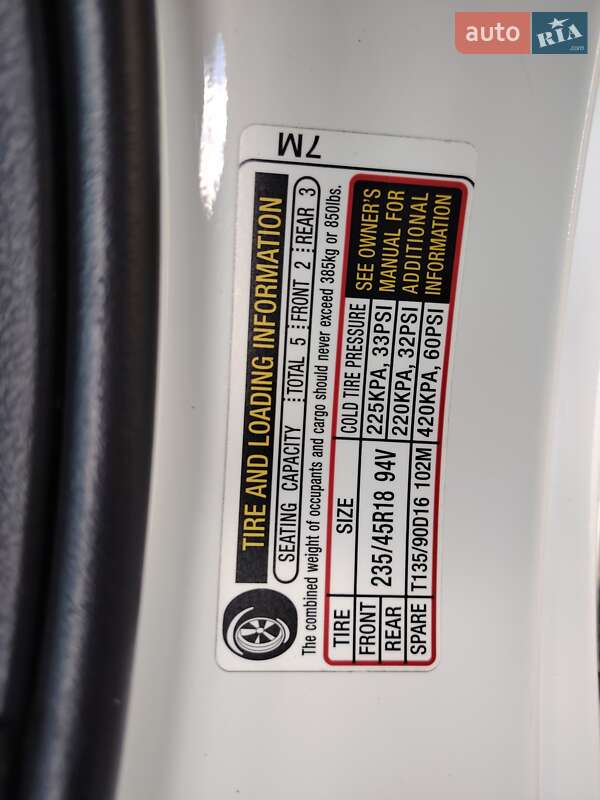 auto RIA .com
7M
TIRE AND LOADING INFORMATION
SEATING CAPACITY TOTAL 5 FRONT 2 REAR 3
The combined weight of occupants and cargo should never exceed 385kg or 850lbs.
TIRE SIZE COLD TIRE PRESSURE SEE OWNER'S
FRONT 235/45R18 94V 225KPA, 33PSI MANUAL FOR
REAR 220KPA, 32PSI ADDITIONAL
SPARE T135/90D16 102M 420KPA, 60PSI INFORMATION